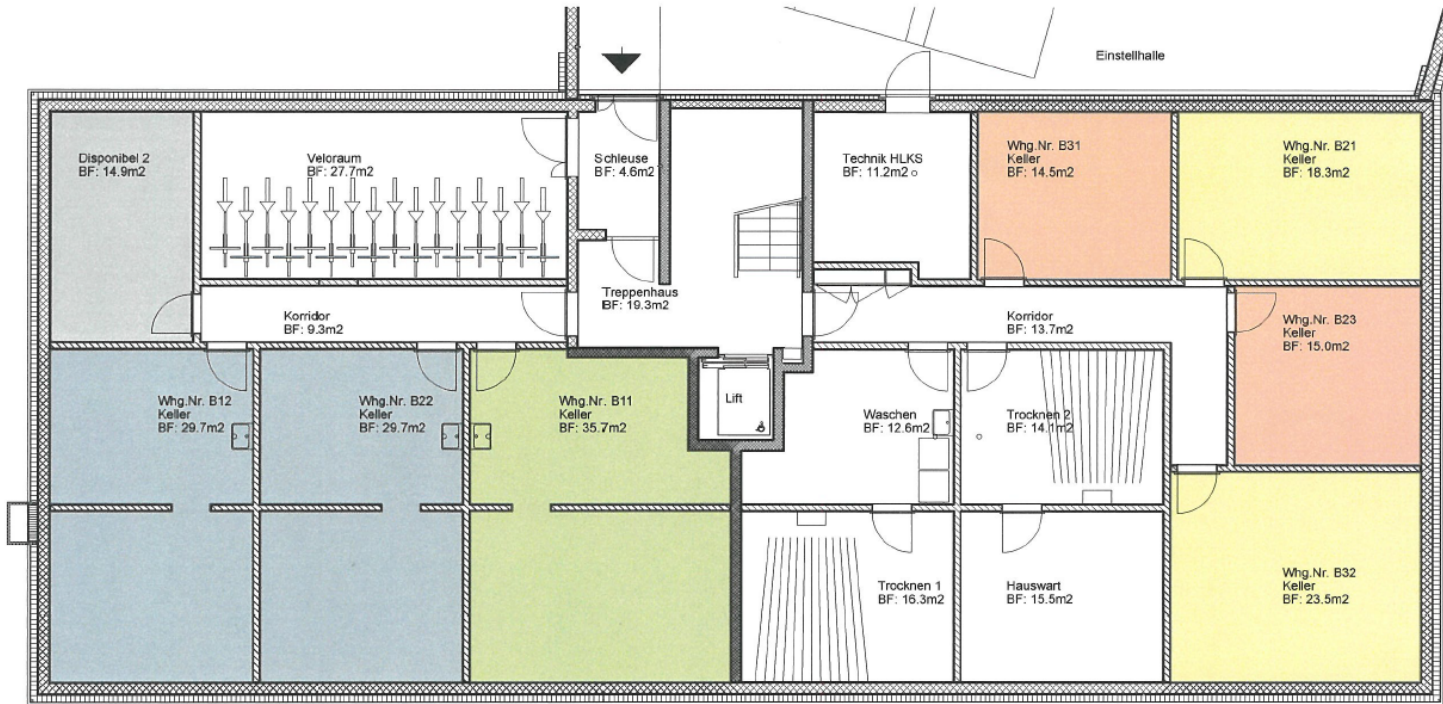 Einstellhalle
Disponibel 2
BF: 14.9m2
Veloraum
BF: 27.7m2
Schleuse
BF: 4.6m2
Technik HLKS
BF: 11.2m2
Whg.Nr. B31
Keller
BF: 14.5m2
Whg.Nr. B21
Keller
BF: 18.3m2
Treppenhaus
BF: 19.3m2
Korridor
BF: 9.3m2
Korridor
BF: 13.7m2
Whg.Nr. B23
Keller
BF: 15.0m2
Whg.Nr. B12
Keller
BF: 29.7m2
Whg.Nr. B22
Keller
BF: 29.7m2
Whg.Nr. B11
Keller
BF: 35.7m2
Lift
Waschen
BF: 12.6m2
Trocknen 2
BF: 14.1m2
Trocknen 1
BF: 16.3m2
Hauswart
BF: 15.5m2
Whg.Nr. B32
Keller
BF: 23.5m2